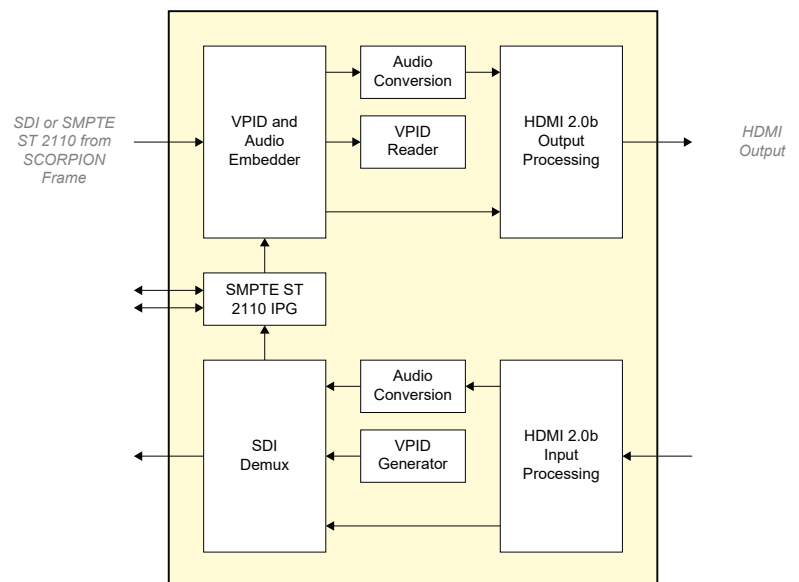 SDI or SMPTE
ST 2110 from
SCORPION
Frame
VPID and
Audio
Embedder
Audio
Conversion
VPID
Reader
HDMI 2.0b
Output
Processing
HDMI
Output
SMPTE ST
2110 IPG
SDI
Demux
Audio
Conversion
VPID
Generator
HDMI 2.0b
Input
Processing